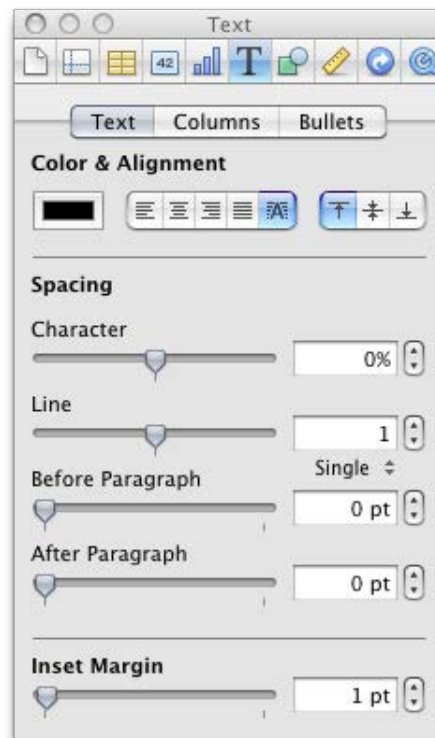 Text
42
T
Text Columns Bullets
Color & Alignment
A
Spacing
Character
0%
Line
1
Single
Before Paragraph
0 pt
After Paragraph
0 pt
Inset Margin
1 pt